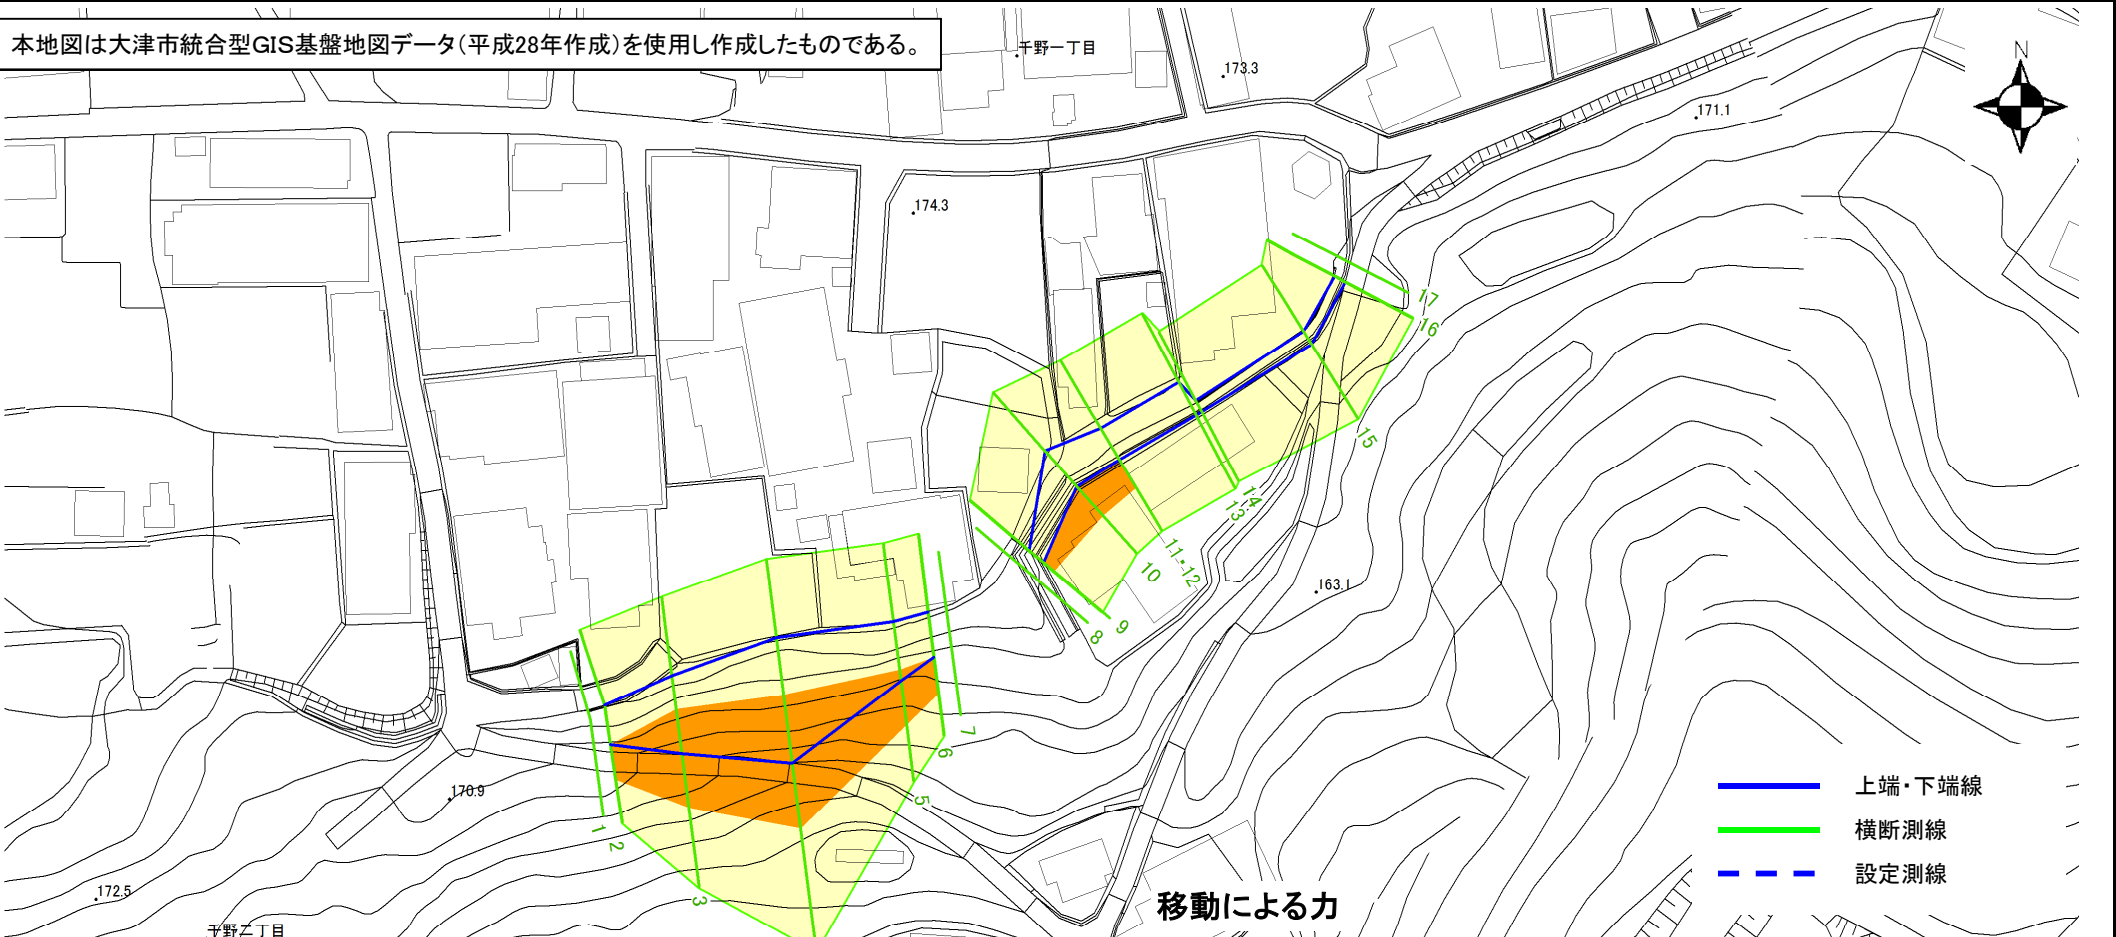 本地図は大津市統合型GIS基盤地図データ(平成28年作成)を使用し作成したものである。
千野一丁目
173.3
N
171.1
174.3
17
16
15
14
13
11・12
10
9
8
163.1
7
6
5
3
2
1
170.9
172.5
千野二丁目
移動による力
上端・下端線
横断測線
設定測線